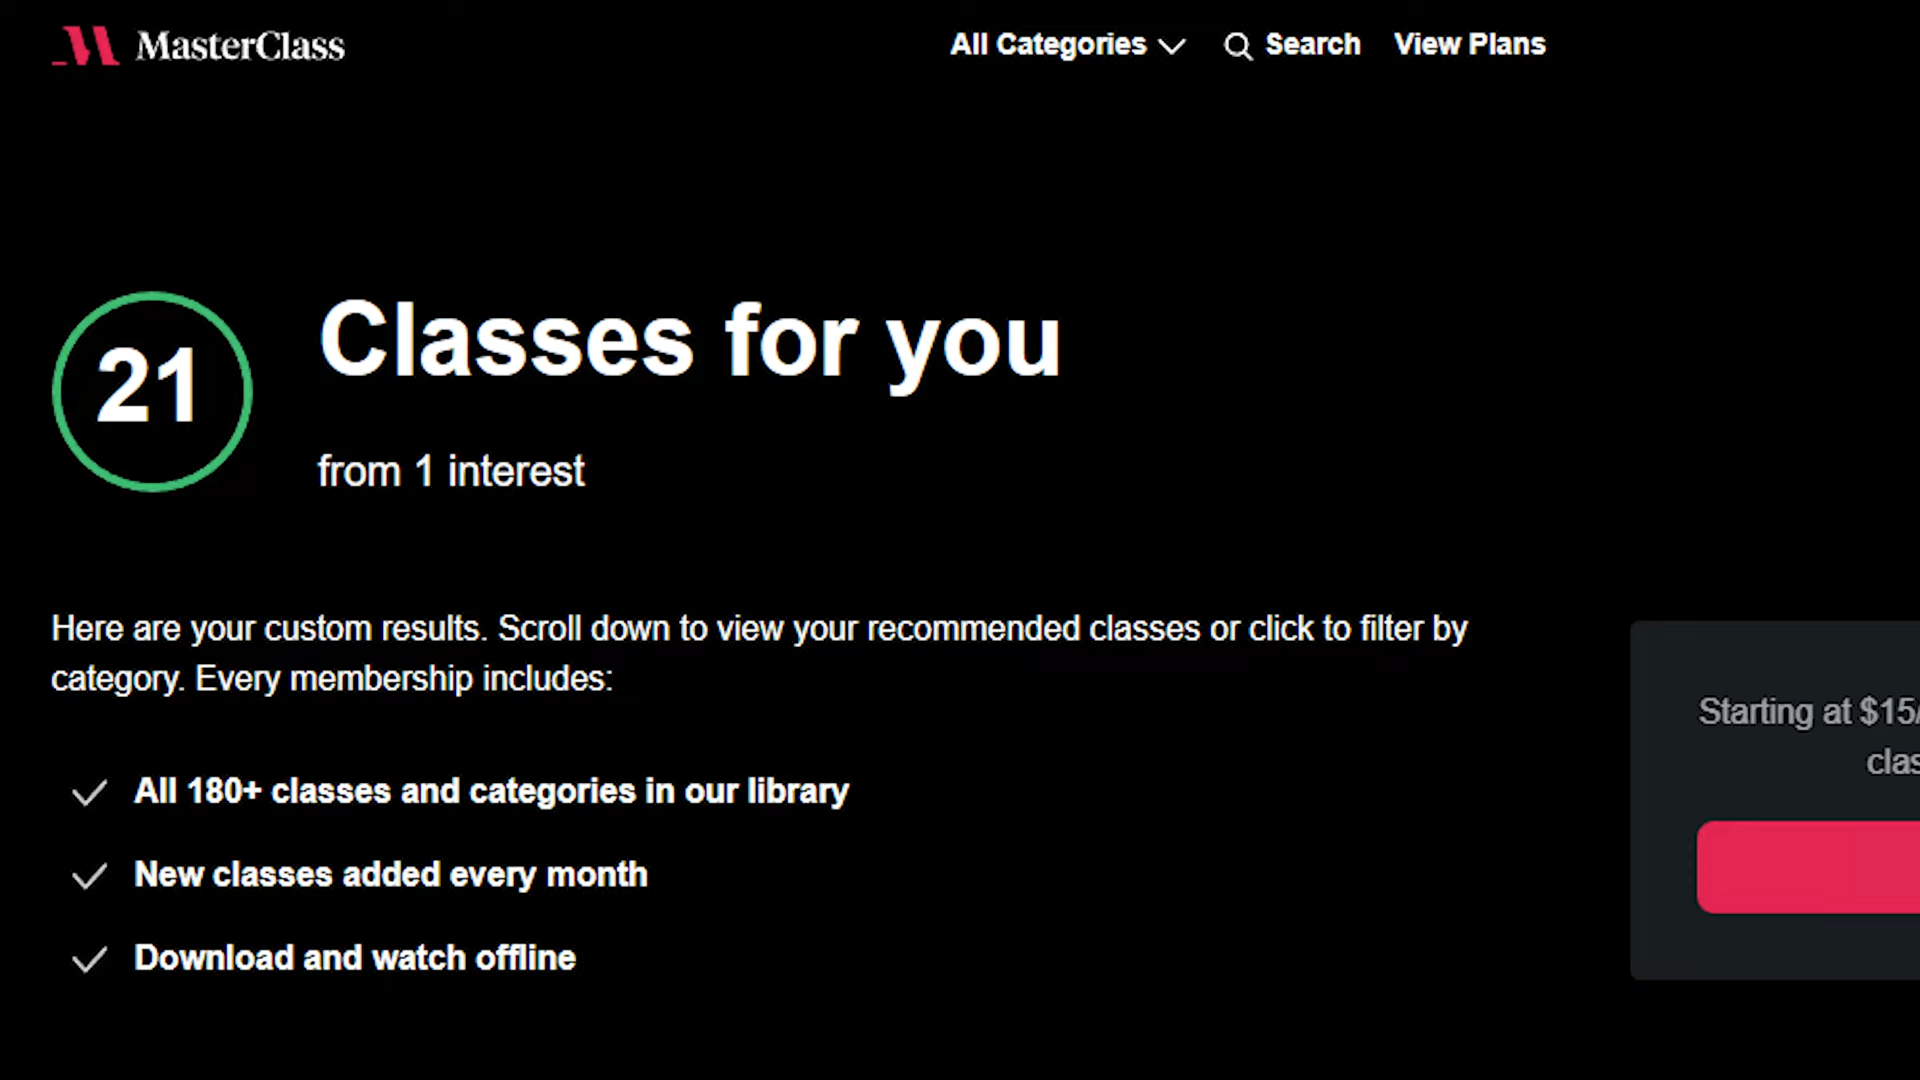 MasterClass
All Categories
Search
View Plans
21
Classes for you
from 1 interest
Here are your custom results. Scroll down to view your recommended classes or click to filter by
category. Every membership includes:
All 180+ classes and categories in our library
New classes added every month
Download and watch offline
Starting at $15/
clas